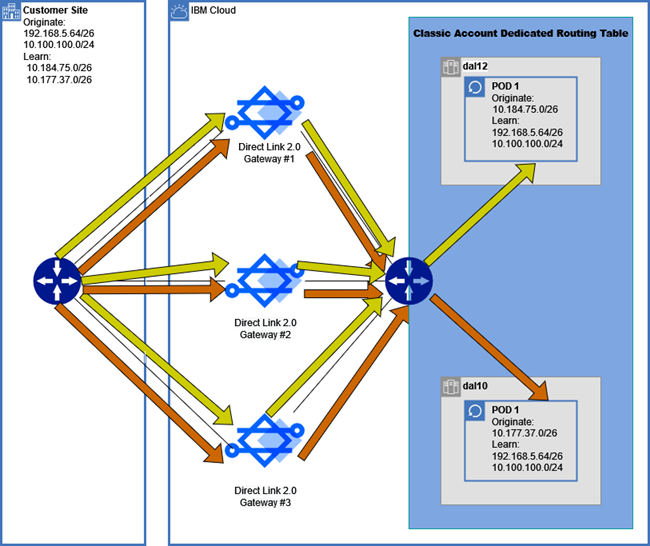 Customer Site
Originate:
192.168.5.64/26
10.100.100.0/24
Learn:
10.184.75.0/26
10.177.37.0/26
IBM Cloud
Classic Account Dedicated Routing Table
dal12
POD 1
Originate:
10.184.75.0/26
Learn:
192.168.5.64/26
10.100.100.0/24
Direct Link 2.0
Gateway #1
Direct Link 2.0
Gateway #2
Direct Link 2.0
Gateway #3
dal10
POD 1
Originate:
10.177.37.0/26
Learn:
192.168.5.64/26
10.100.100.0/24